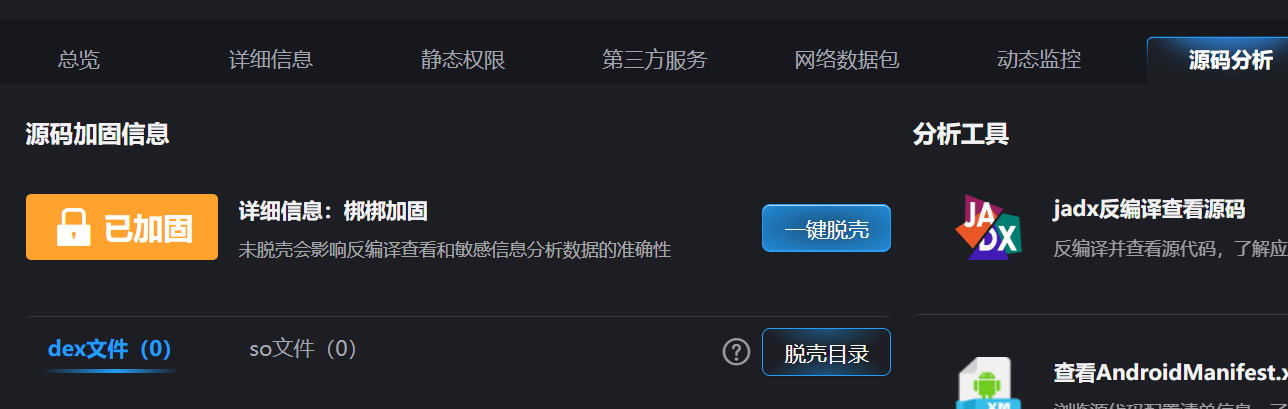 总览 详细信息 静态权限 第三方服务 网络数据包 动态监控 源码分析
源码加固信息
已加固
详细信息：梆梆加固
未脱壳会影响反编译查看和敏感信息分析数据的准确性
一键脱壳
dex文件（0） so文件（0）
? 脱壳目录
分析工具
JADX
jadx反编译查看源码
反编译并查看源代码，了解应
查看AndroidManifest.x